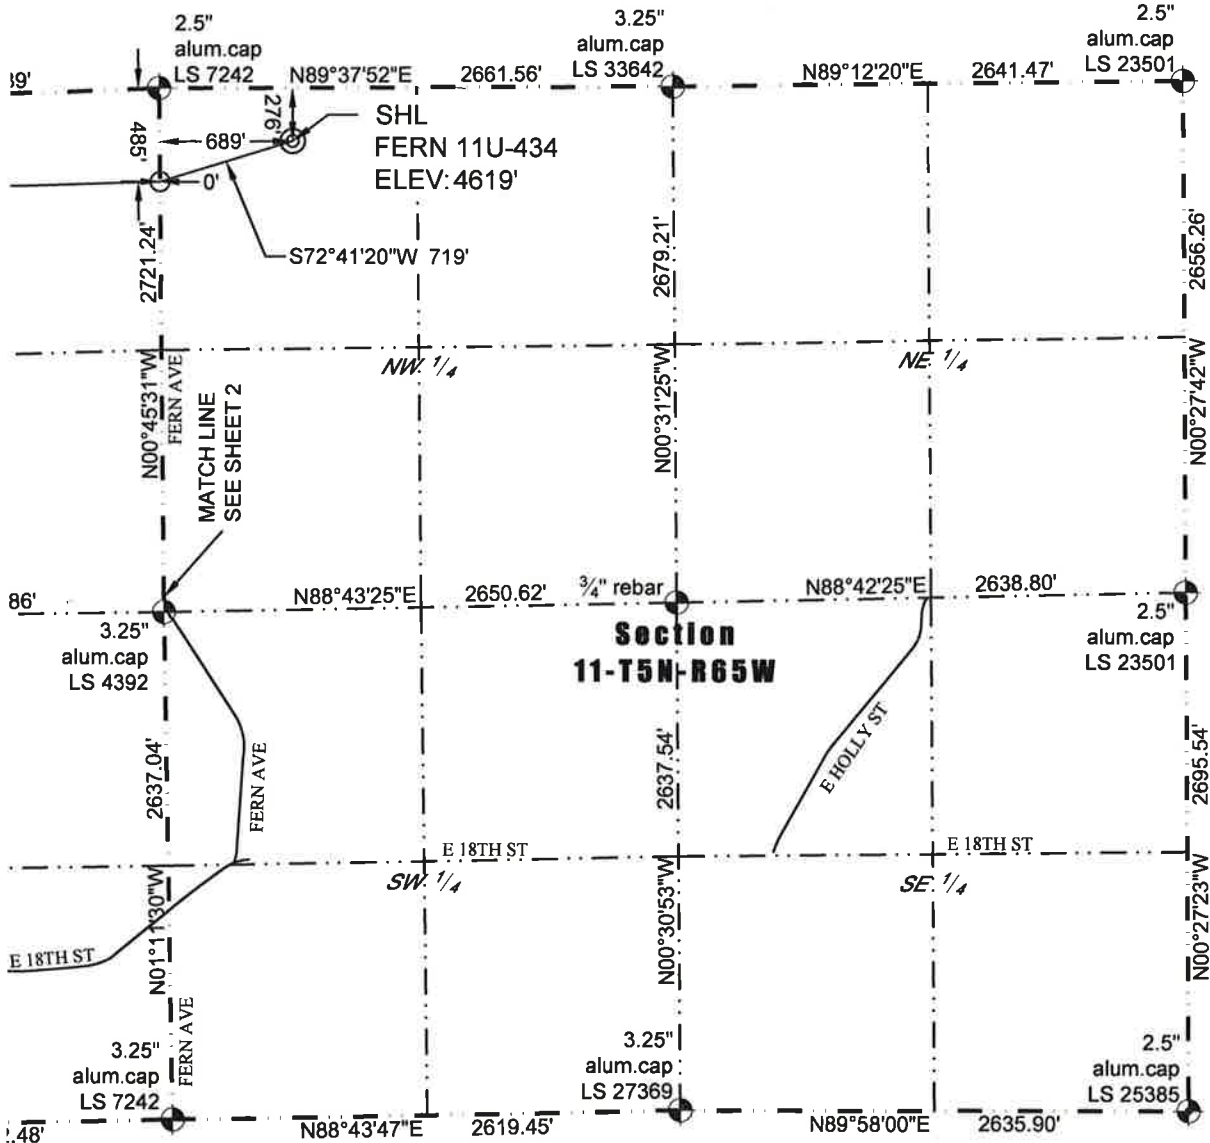 2.5"
alum.cap
LS 7242
3.25"
alum.cap
LS 33642
2.5"
alum.cap
LS 23501
39'
N89°37'52"E
2661.56'
N89°12'20"E
2641.47'
276'
SHL
FERN 11U-434
ELEV: 4619'
485'
689'
0'
S72°41'20"W 719'
2721.24'
2679.21'
2656.26'
NW 1/4
NE 1/4
N00°45'31"W
FERN AVE
MATCH LINE
SEE SHEET 2
N00°31'25"W
N00°27'42"W
86'
N88°43'25"E
2650.62'
3/4" rebar
N88°42'25"E
2638.80'
3.25"
alum.cap
LS 4392
Section
11-T5N-R65W
2.5"
alum.cap
LS 23501
2637.04'
FERN AVE
2637.54'
E HOLLY ST
2695.54'
E 18TH ST
E 18TH ST
SW 1/4
SE 1/4
N01°11'30"W
N00°30'53"W
N00°27'23"W
E 18TH ST
FERN AVE
3.25"
alum.cap
LS 7242
3.25"
alum.cap
LS 27369
2.5"
alum.cap
LS 25385
.48'
N88°43'47"E
2619.45'
N89°58'00"E
2635.90'